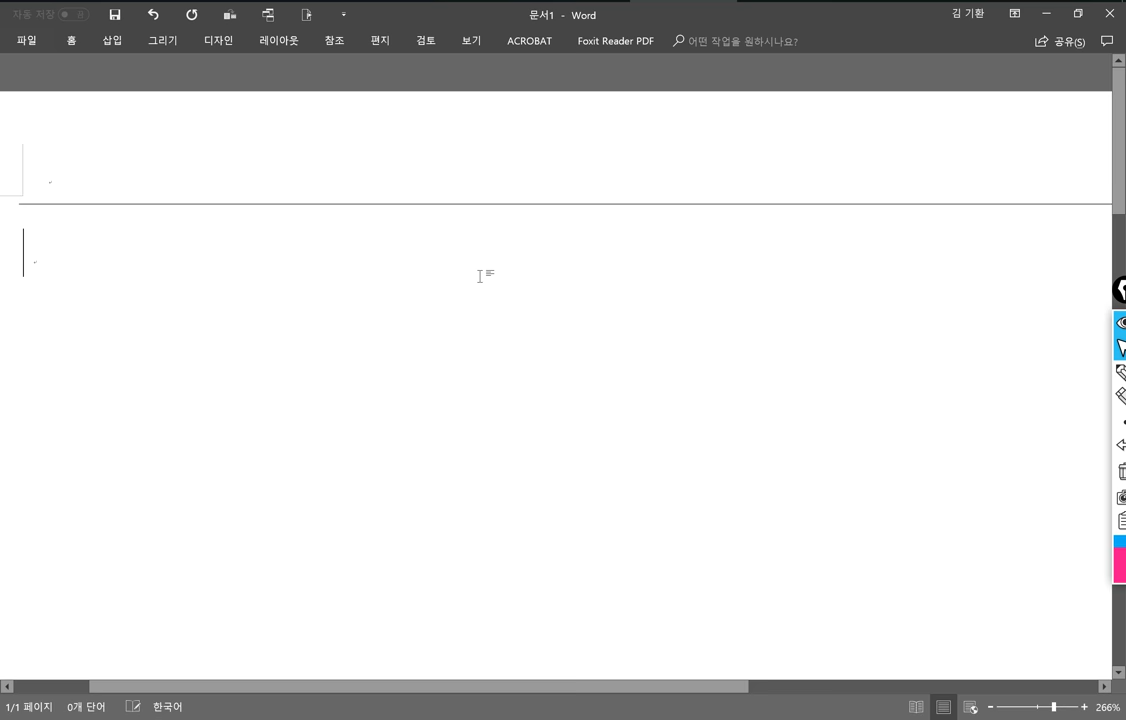 자동 저장
문서1 - Word
김 기환
파일 홈 삽입 그리기 디자인 레이아웃 참조 편지 검토 보기 ACROBAT Foxit Reader PDF 어떤 작업을 원하시나요? 공유(S)
1/1 페이지 0개 단어 한국어 266%